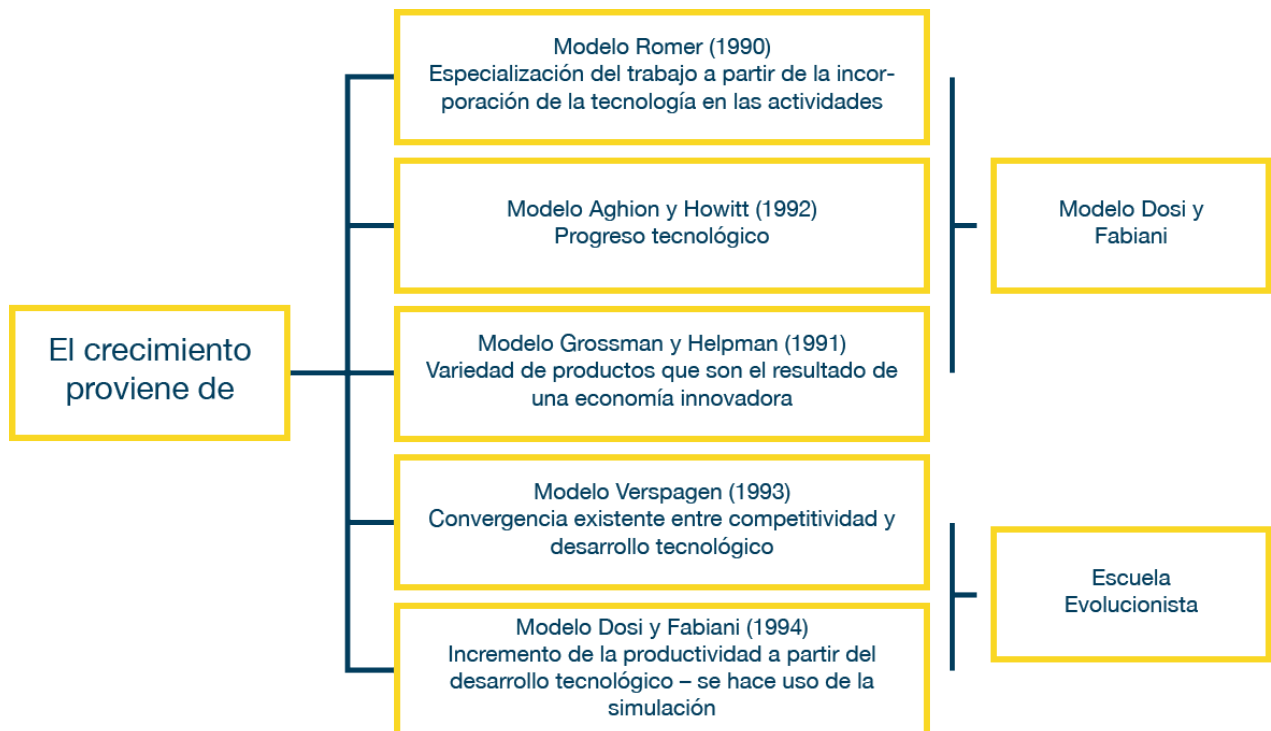 El crecimiento
proviene de
Modelo Romer (1990)
Especialización del trabajo a partir de la incor-
poración de la tecnología en las actividades
Modelo Aghion y Howitt (1992)
Progreso tecnológico
Modelo Grossman y Helpman (1991)
Variedad de productos que son el resultado de
una economía innovadora
Modelo Verspagen (1993)
Convergencia existente entre competitividad y
desarrollo tecnológico
Modelo Dosi y Fabiani (1994)
Incremento de la productividad a partir del
desarrollo tecnológico – se hace uso de la
simulación
Modelo Dosi y
Fabiani
Escuela
Evolucionista